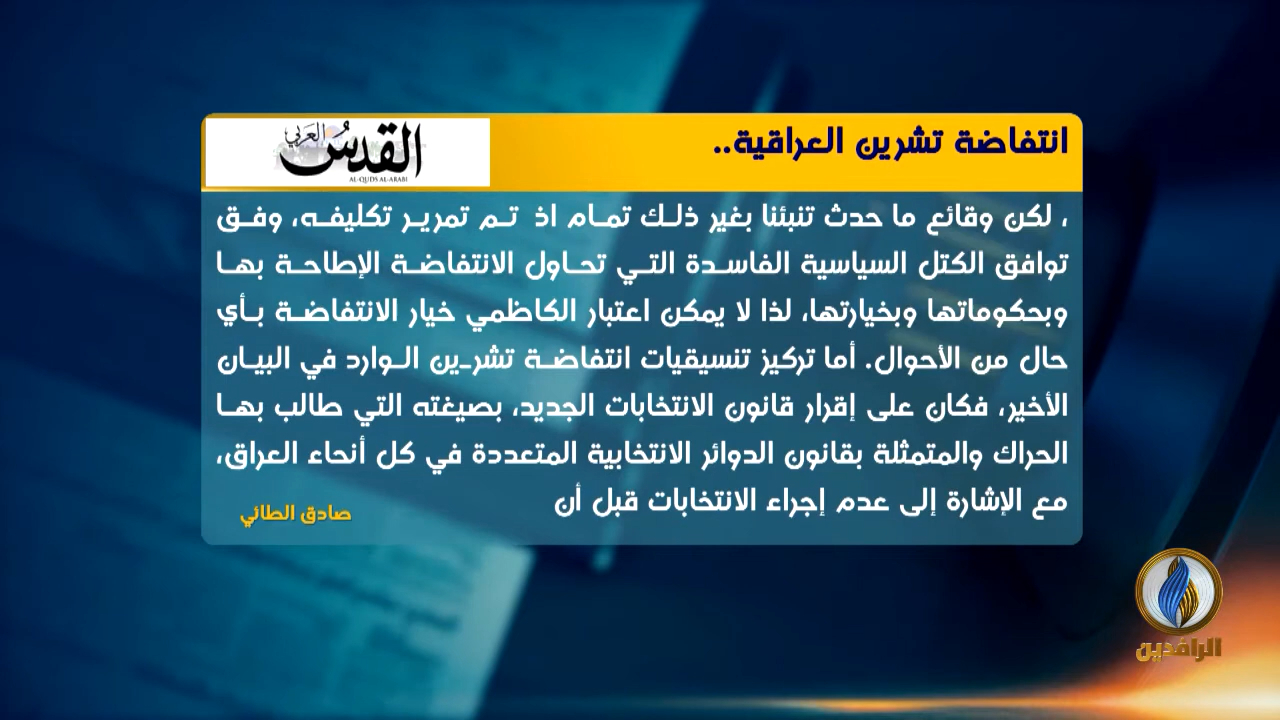 انتفاضة تشرين العراقية..
القدس العربي
AL-QUDS AL-ARABI
، لكن وقائع ما حدث تنبئنا بغير ذلك تمام اذ تم تمرير تكليفه، وفق
توافق الكتل السياسية الفاسدة التي تحاول الانتفاضة الإطاحة بها
وبحكوماتها وبخيارتها، لذا لا يمكن اعتبار الكاظمي خيار الانتفاضة بأي
حال من الأحوال. أما تركيز تنسيقيات انتفاضة تشرين الوارد في البيان
الأخير، فكان على إقرار قانون الانتخابات الجديد، بصيغته التي طالب بها
الحراك والمتمثلة بقانون الدوائر الانتخابية المتعددة في كل أنحاء العراق،
مع الإشارة إلى عدم إجراء الانتخابات قبل أن
صادق الطائي
الرافدين